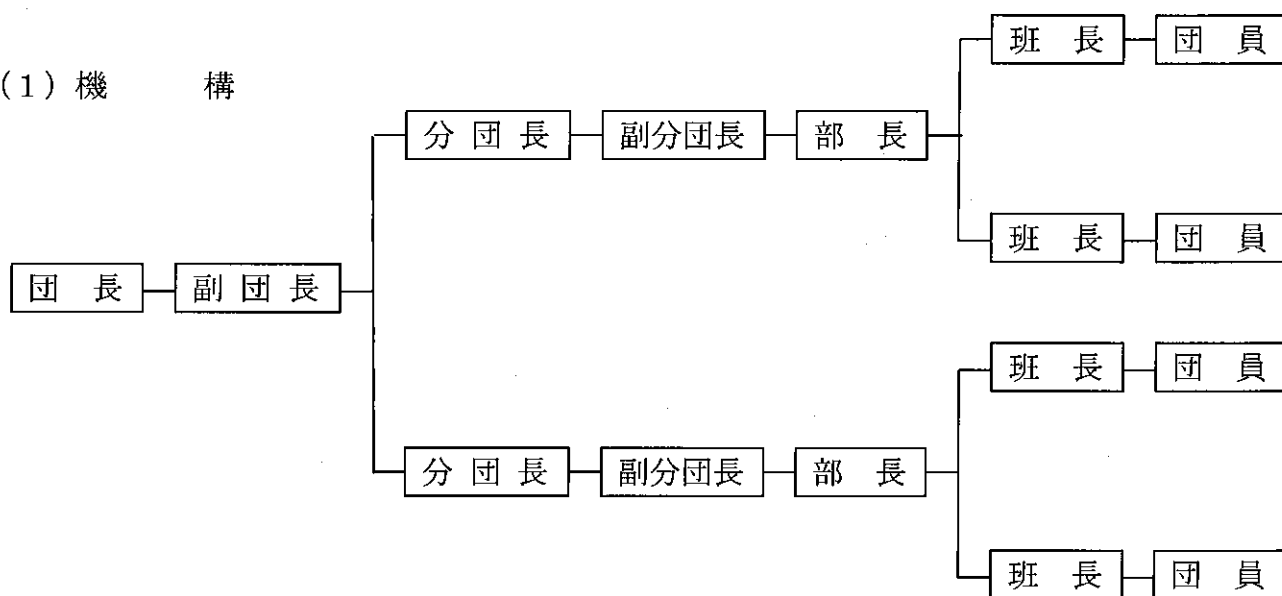 (1)機 構
団 長 副 団 長
分 団 長 副分団長 部 長
班 長 団 員
班 長 団 員
分 団 長 副分団長 部 長
班 長 団 員
班 長 団 員